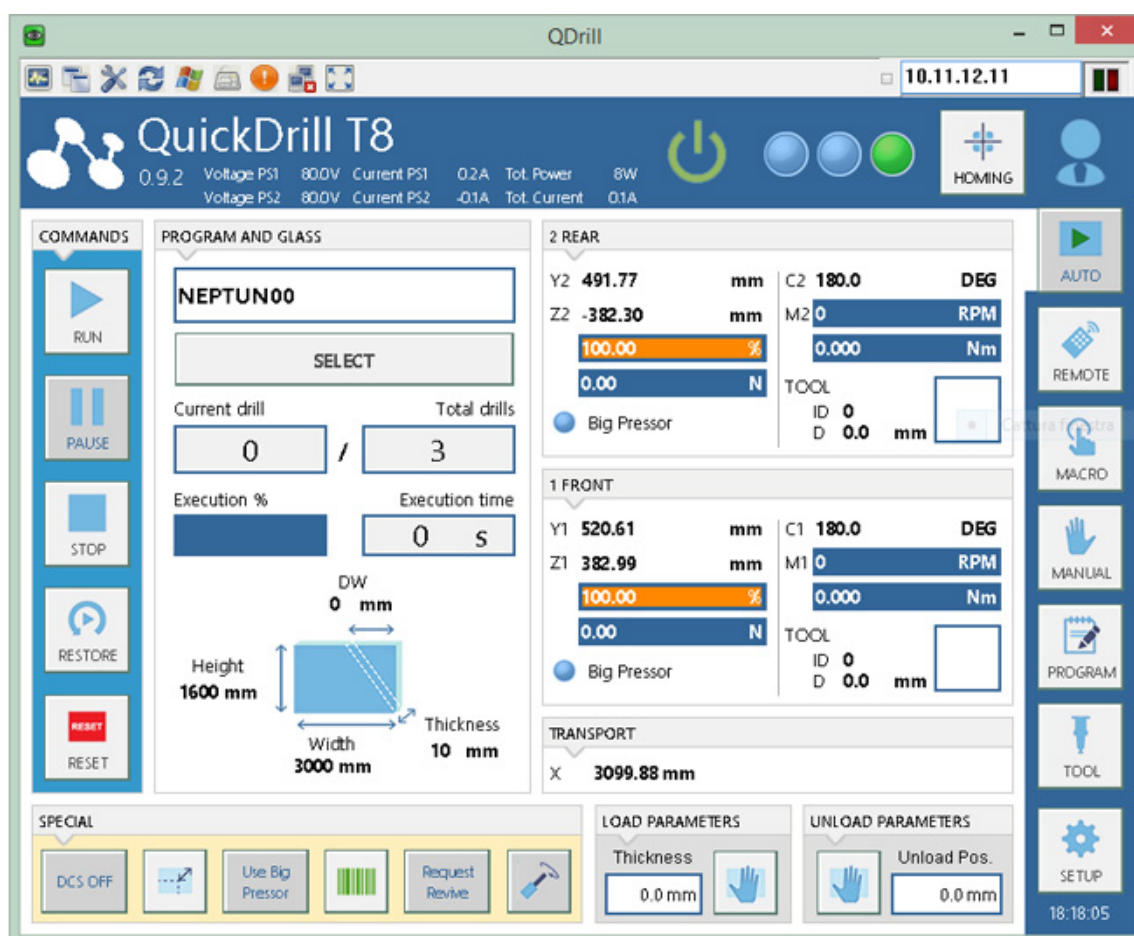 QDrill
10.11.12.11
QuickDrill T8
0.9.2 Voltage PS1 80.0V Current PS1 0.2A Tot. Power 8W
Voltage PS2 80.0V Current PS2 -0.1A Tot. Current 0.1A
HOMING
COMMANDS
RUN
PAUSE
STOP
RESTORE
RESET
RESET
PROGRAM AND GLASS
NEPTUN00
SELECT
Current drill Total drills
0 / 3
Execution % Execution time
0 s
DW
0 mm
Height
1600 mm
Thickness
10 mm
Width
3000 mm
2 REAR
Y2 491.77 mm C2 180.0 DEG
Z2 -382.30 mm M2 0 RPM
100.00 % 0.000 Nm
0.00 N TOOL
Big Pressor ID 0
D 0.0 mm
1 FRONT
Y1 520.61 mm C1 180.0 DEG
Z1 382.99 mm M1 0 RPM
100.00 % 0.000 Nm
0.00 N TOOL
Big Pressor ID 0
D 0.0 mm
TRANSPORT
X 3099.88 mm
AUTO
REMOTE
Cattura finestra
MACRO
MANUAL
PROGRAM
TOOL
SETUP
18:18:05
SPECIAL
DCS OFF
Use Big
Pressor
Request
Revive
LOAD PARAMETERS
Thickness
0.0 mm
UNLOAD PARAMETERS
Unload Pos.
0.0 mm